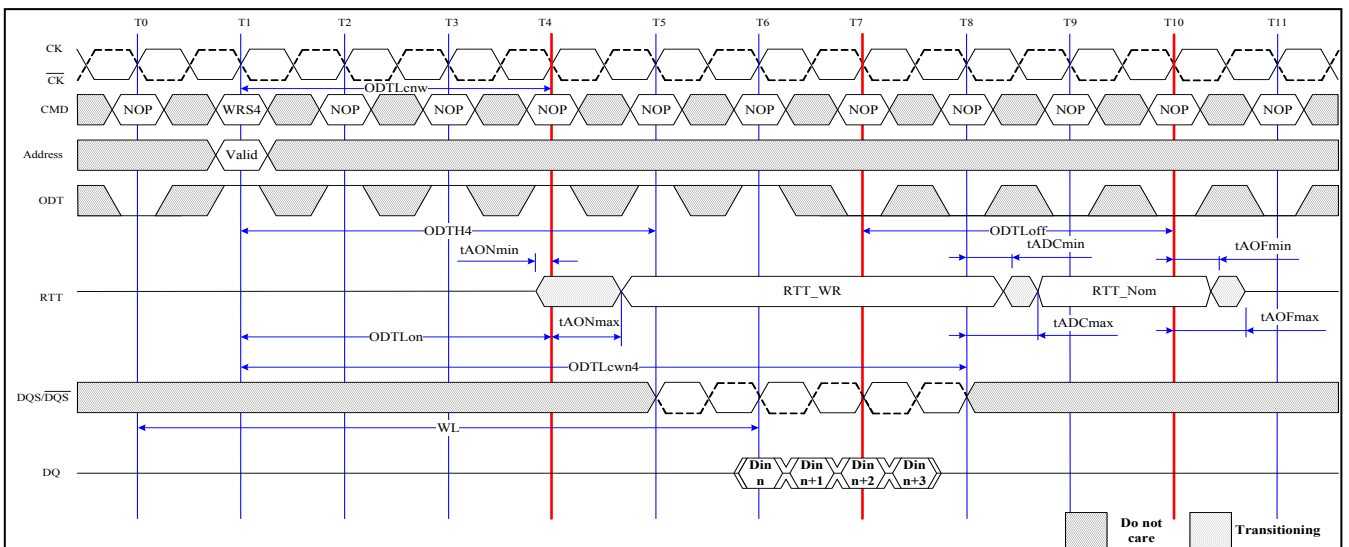 T0 T1 T2 T3 T4 T5 T6 T7 T8 T9 T10 T11
CK
CK
ODTLcnw
CMD NOP WRS4 NOP NOP NOP NOP NOP NOP NOP NOP NOP NOP
Address Valid
ODT
ODTH4 ODTLoff
tAONmin tADCmin tAOFmin
RTT RTT_WR RTT_Nom
tAONmax tADCmax tAOFmax
ODTLon
ODTLcwn4
DQS/DQS
WL
DQ Din n Din n+1 Din n+2 Din n+3
Do not care Transitioning